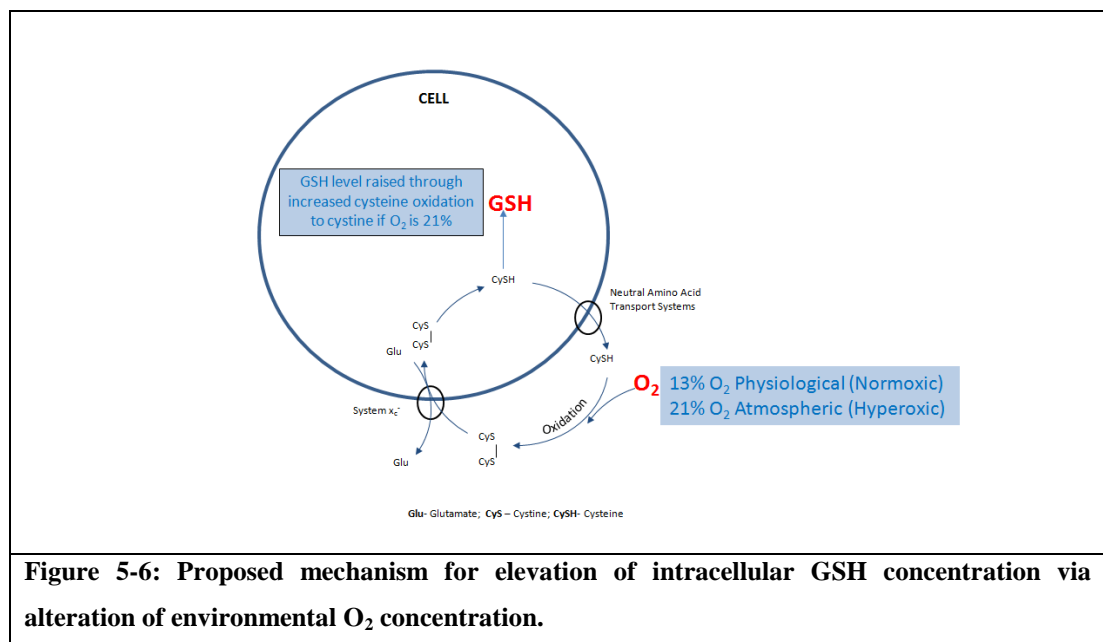 CELL
GSH level raised through
increased cysteine oxidation
to cystine if O₂ is 21%
GSH
CySH
Neutral Amino Acid
Transport Systems
CyS
CyS
Glu
CySH
O₂
13% O₂ Physiological (Normoxic)
21% O₂ Atmospheric (Hyperoxic)
Oxidation
System xc⁻
CyS
CyS
Glu
Glu- Glutamate; CyS – Cystine; CySH- Cysteine
Figure 5-6: Proposed mechanism for elevation of intracellular GSH concentration via
alteration of environmental O₂ concentration.